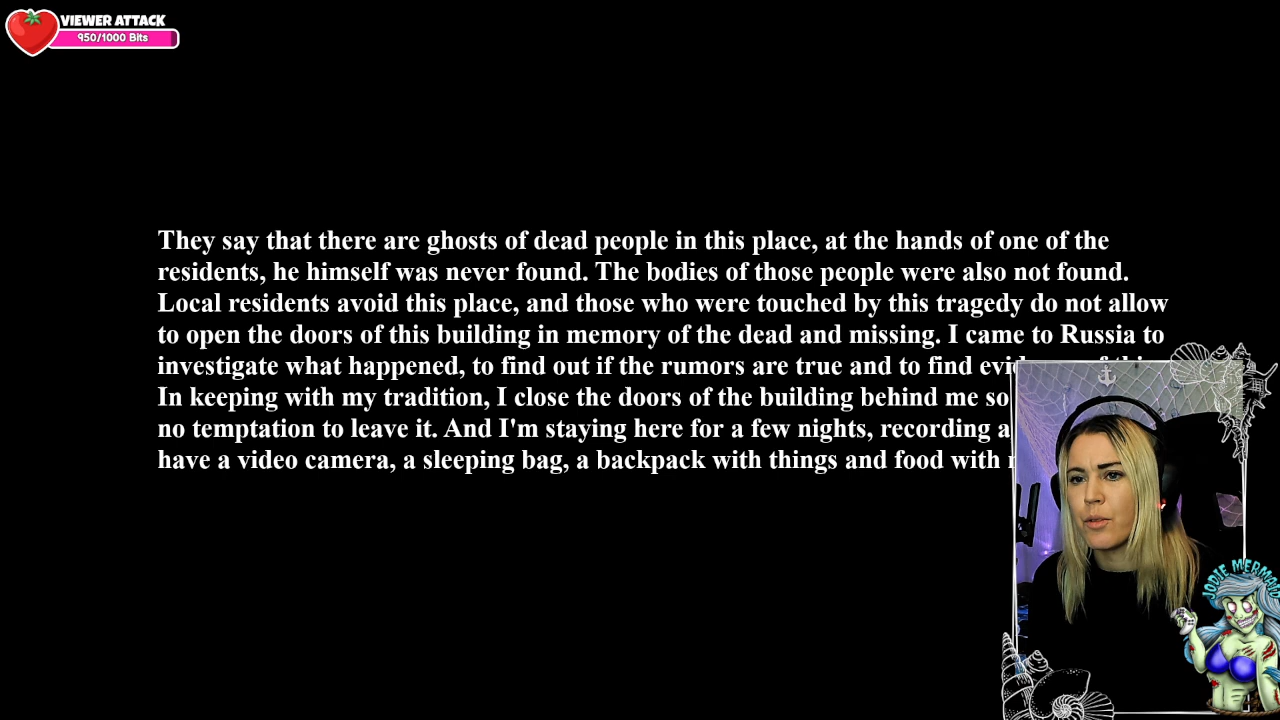 VIEWER ATTACK
950/1000 Bits
They say that there are ghosts of dead people in this place, at the hands of one of the
residents, he himself was never found. The bodies of those people were also not found.
Local residents avoid this place, and those who were touched by this tragedy do not allow
to open the doors of this building in memory of the dead and missing. I came to Russia to
investigate what happened, to find out if the rumors are true and to find
In keeping with my tradition, I close the doors of the building behind me so
no temptation to leave it. And I'm staying here for a few nights, recording
have a video camera, a sleeping bag, a backpack with things and food with
JODIE MERMAID